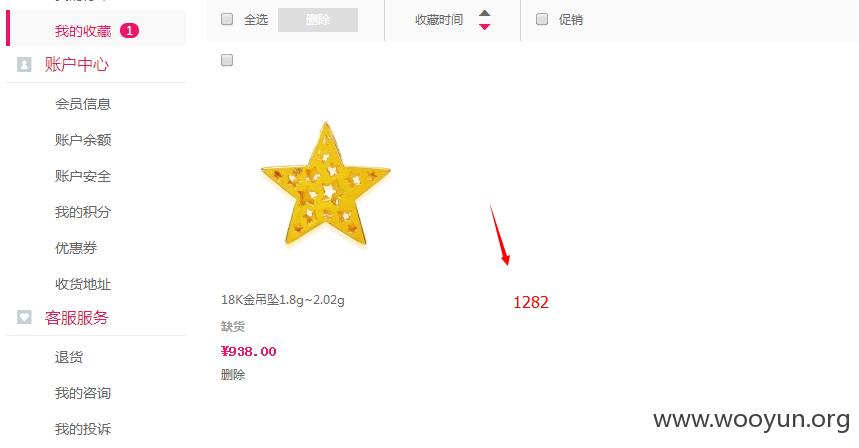 我的收藏 1
账户中心
会员信息
账户余额
账户安全
我的积分
优惠券
收货地址
客服服务
退货
我的咨询
我的投诉
全选 删除 收藏时间 促销
18K金吊坠1.8g~2.02g
缺货
¥938.00
删除
1282
www.wooyun.org